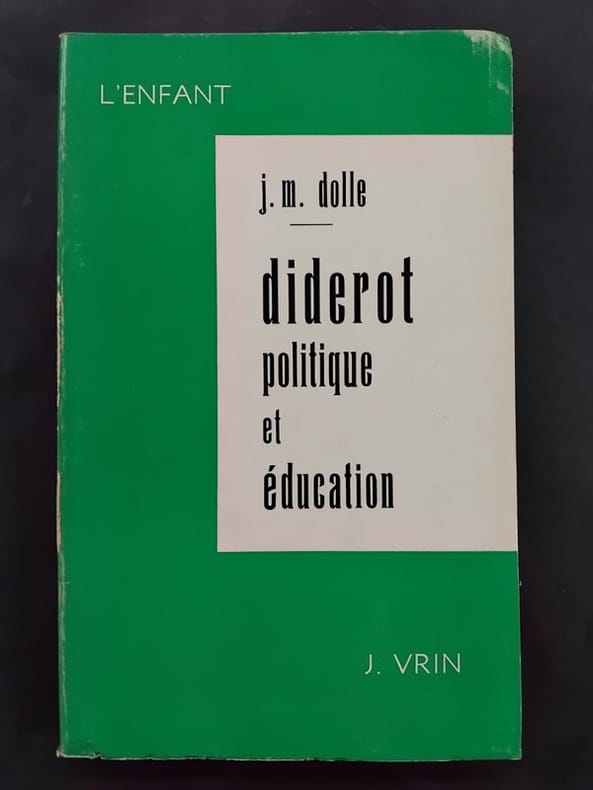 L'ENFANT
j. m. dolle
diderot
politique
et
éducation
J. VRIN